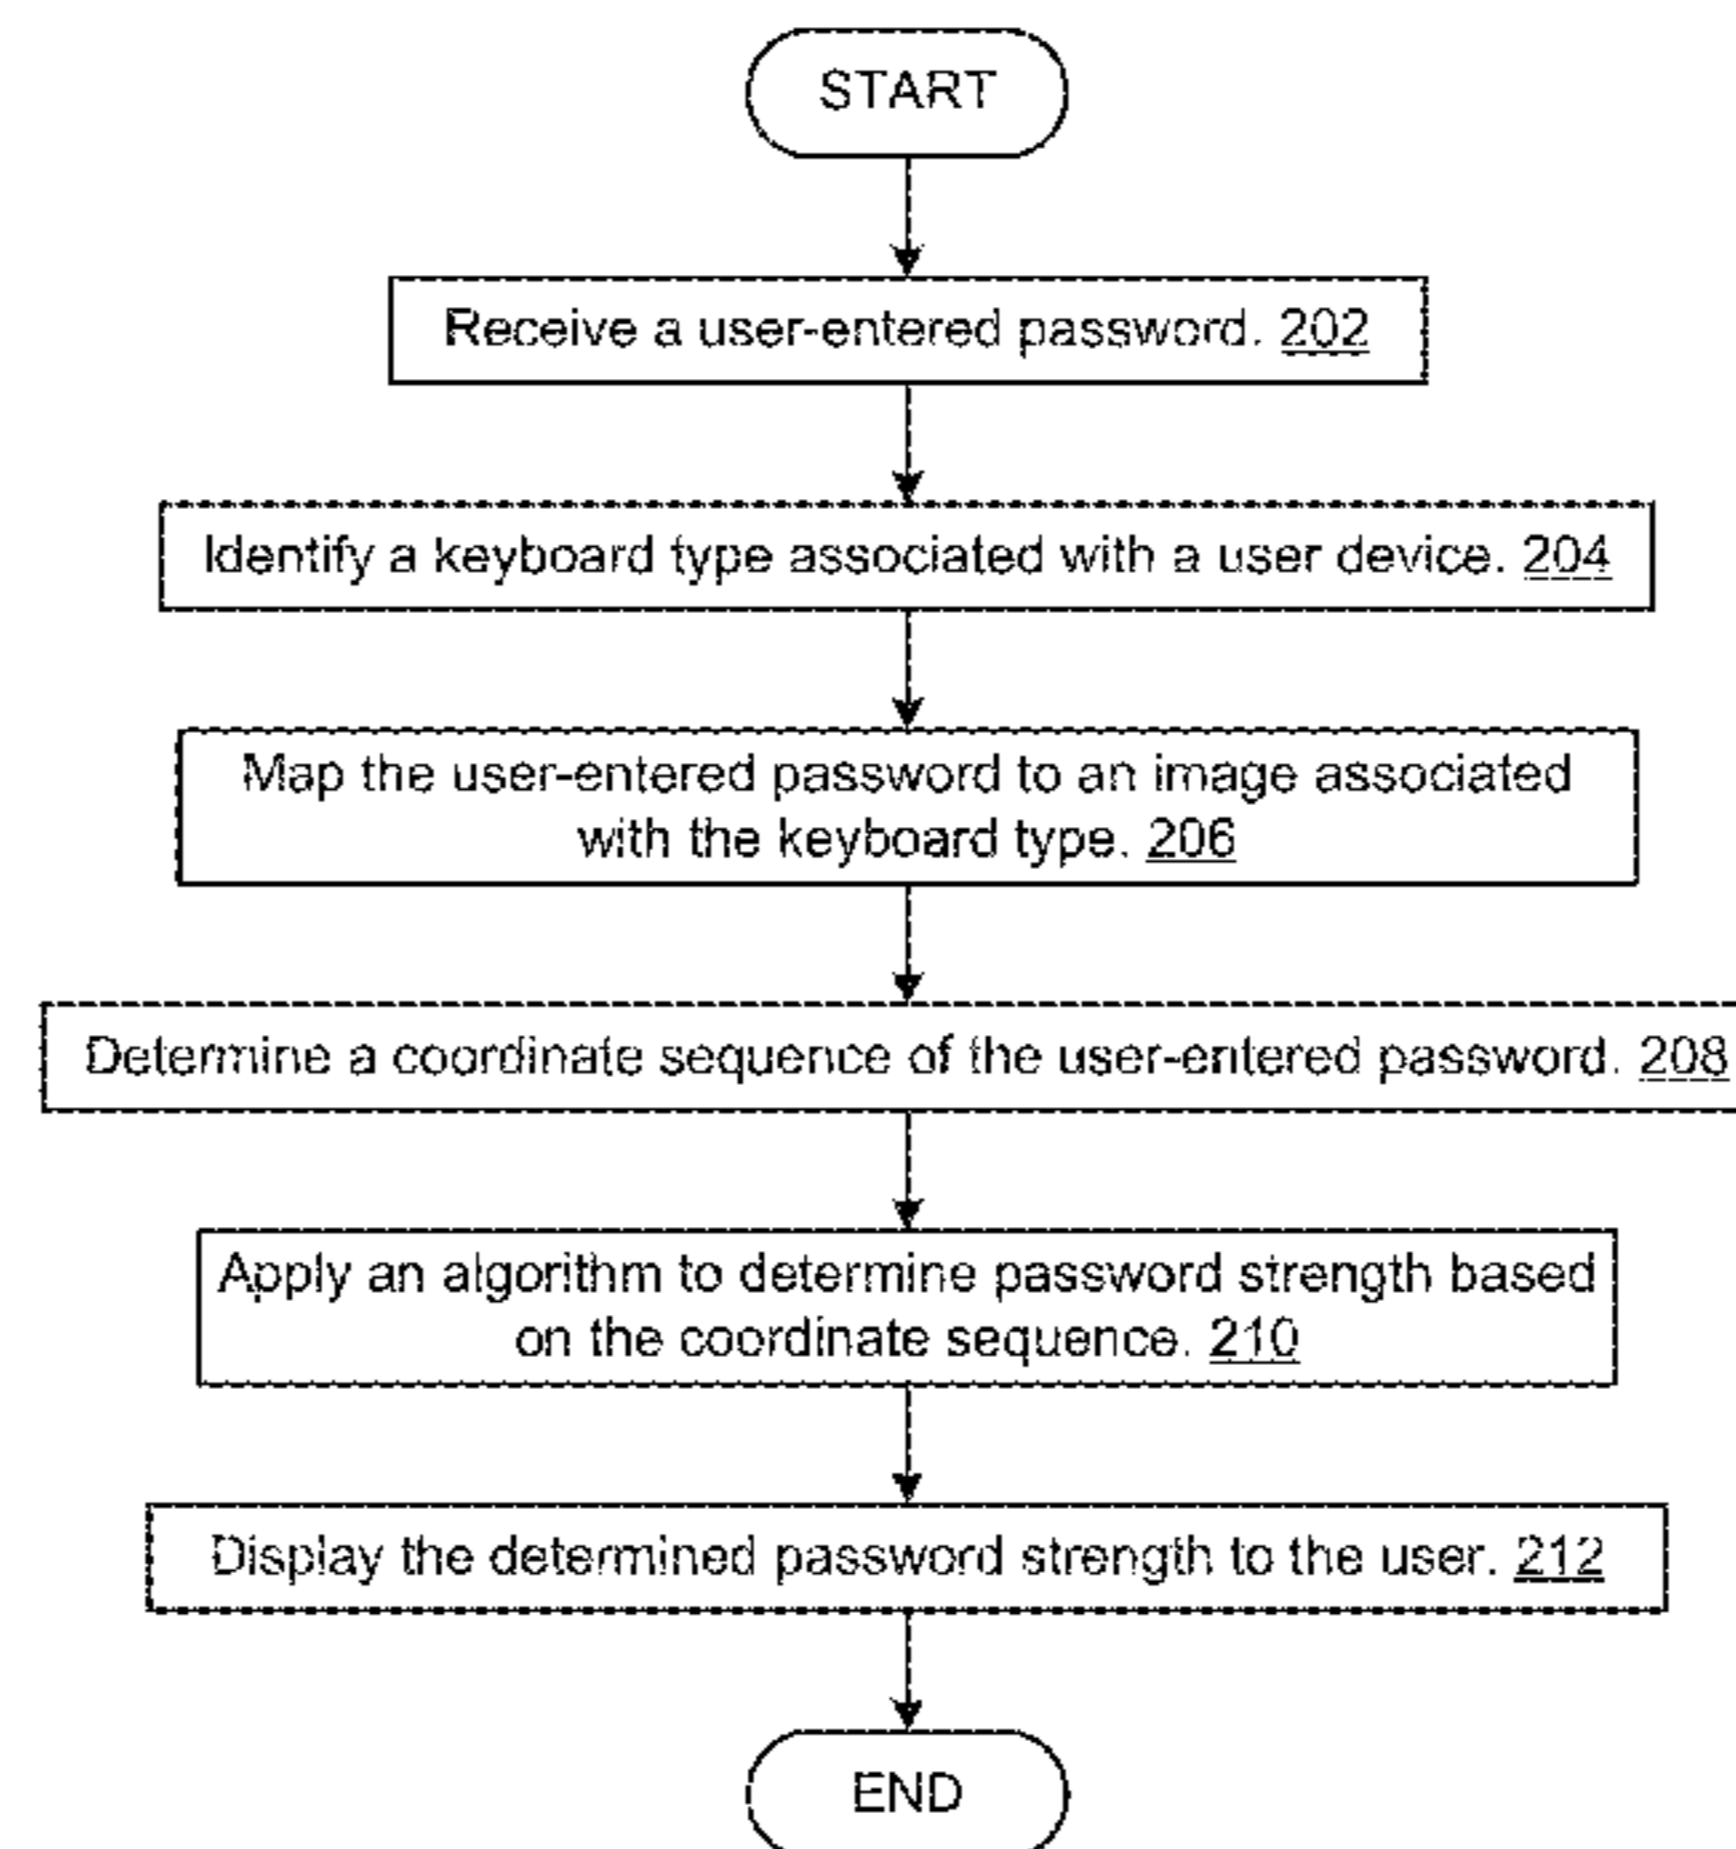 START
Receive a user-entered password. 202
Identify a keyboard type associated with a user device. 204
Map the user-entered password to an image associated
with the keyboard type. 206
Determine a coordinate sequence of the user-entered password. 208
Apply an algorithm to determine password strength based
on the coordinate sequence. 210
Display the determined password strength to the user. 212
END